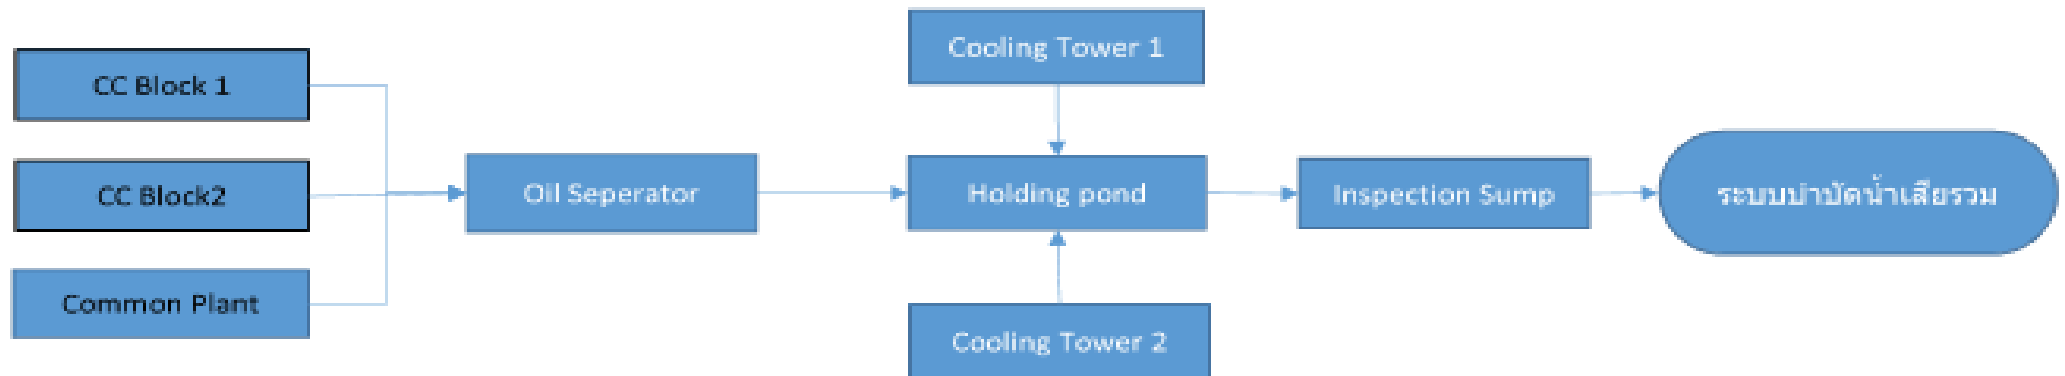 Cooling Tower 1
CC Block 1
CC Block2
Oil Seperator
Holding pond
Inspection Sump
ระบบบำบัดน้ำเสียรวม
Common Plant
Cooling Tower 2